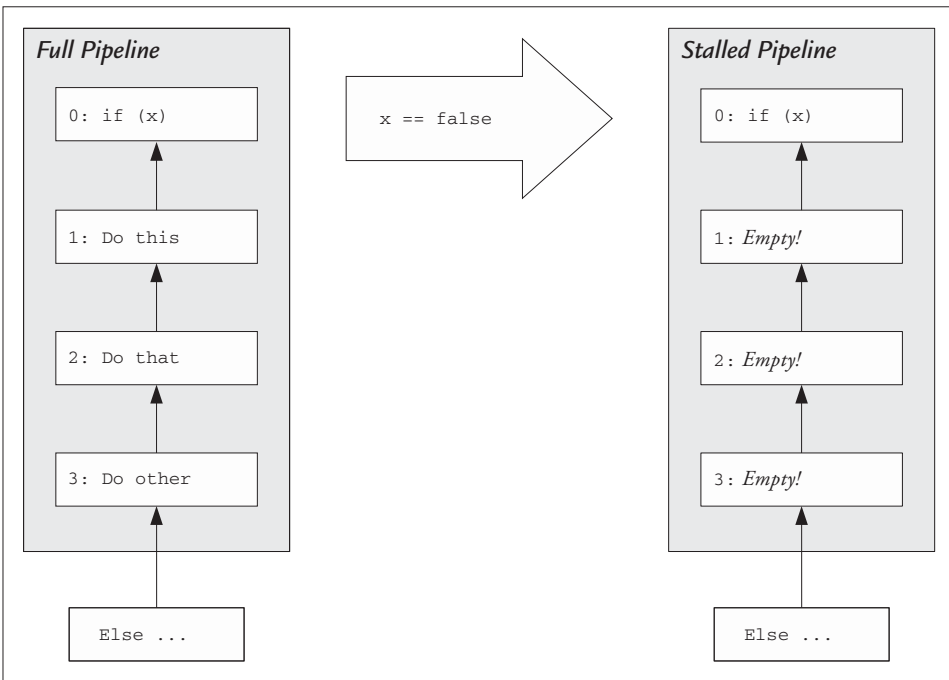 Full Pipeline
0: if (x)
1: Do this
2: Do that
3: Do other
Else ...
x == false
Stalled Pipeline
0: if (x)
1: Empty!
2: Empty!
3: Empty!
Else ...